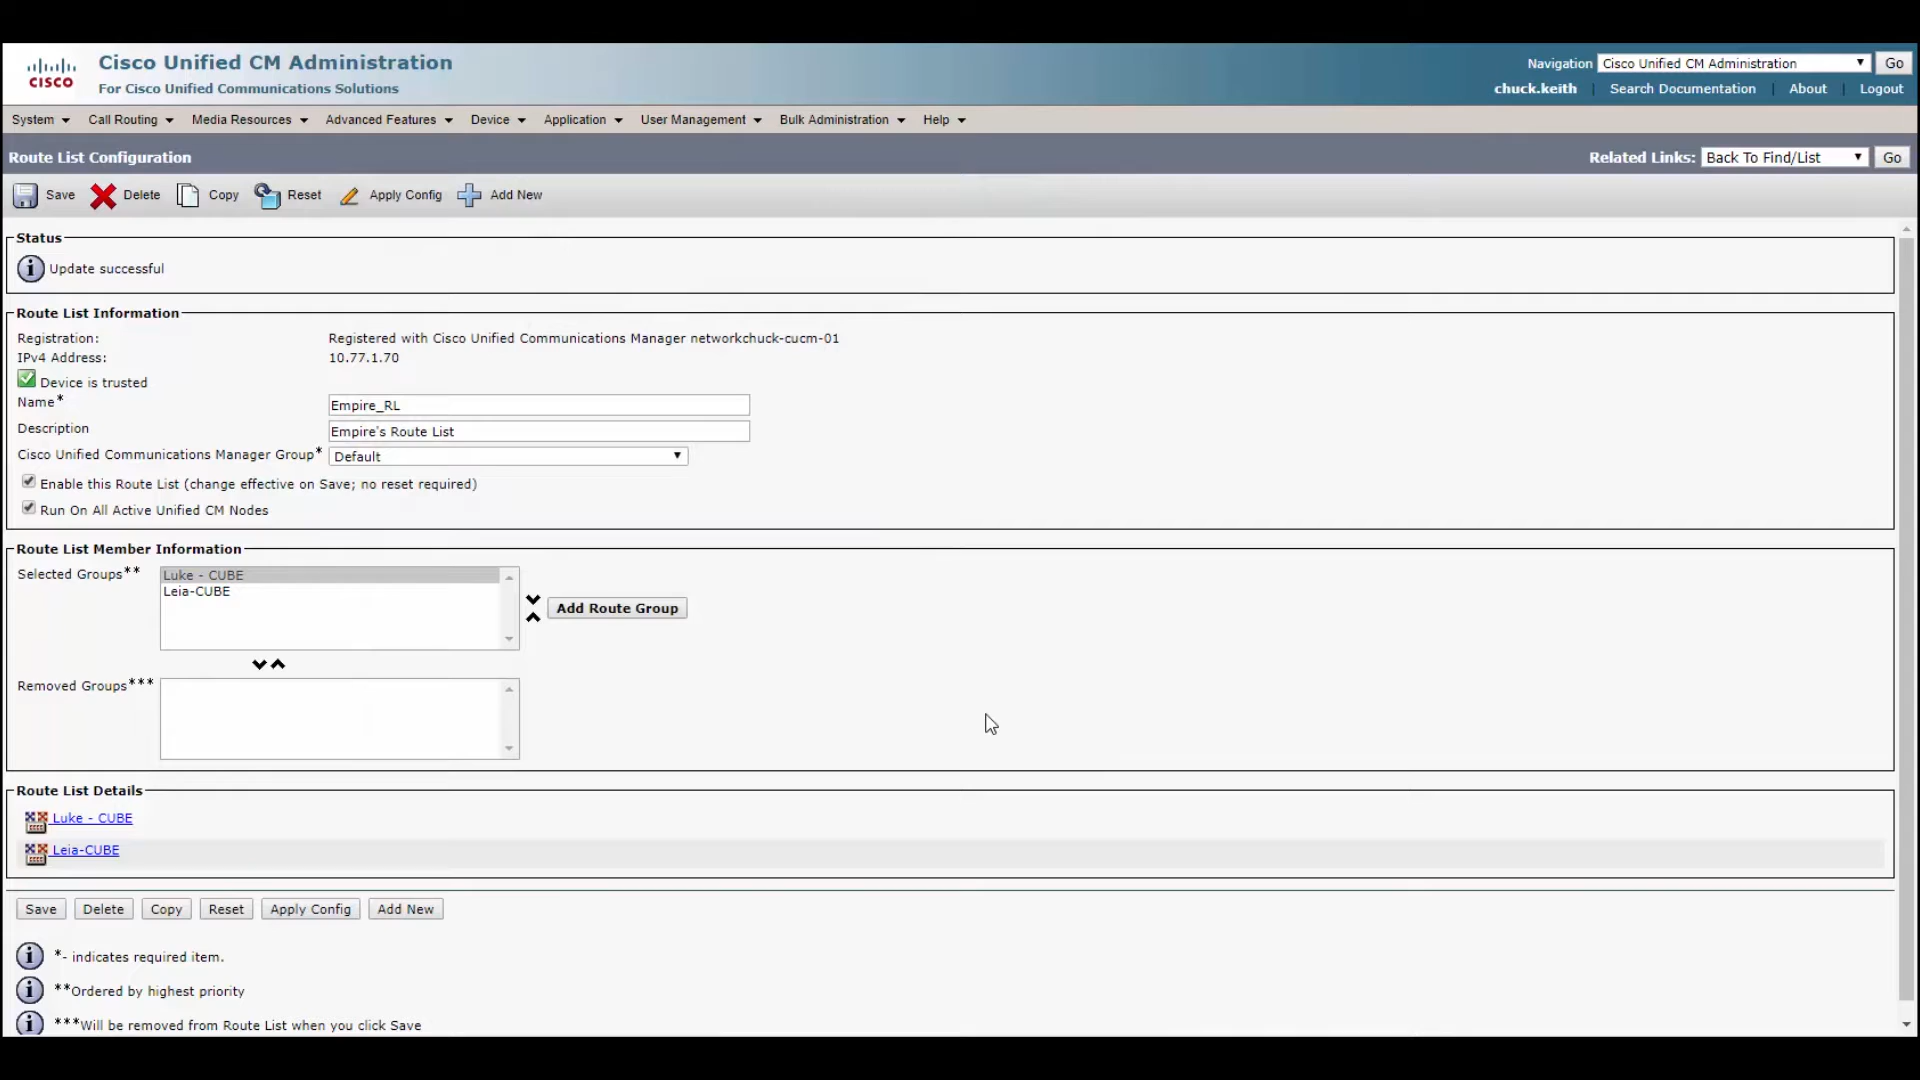 Cisco Unified CM Administration
For Cisco Unified Communications Solutions
CISCO
Navigation Cisco Unified CM Administration Go
chuck.keith | Search Documentation | About | Logout
System Call Routing Media Resources Advanced Features Device Application User Management Bulk Administration Help
Route List Configuration
Related Links: Back To Find/List Go
Save Delete Copy Reset Apply Config Add New
Status
Update successful
Route List Information
Registration: Registered with Cisco Unified Communications Manager networkchuck-cucm-01
IPv4 Address: 10.77.1.70
Device is trusted
Name* Empire_RL
Description Empire's Route List
Cisco Unified Communications Manager Group* Default
Enable this Route List (change effective on Save; no reset required)
Run On All Active Unified CM Nodes
Route List Member Information
Selected Groups** Luke - CUBE
Leia-CUBE
Add Route Group
Removed Groups***
Route List Details
Luke - CUBE
Leia-CUBE
Save Delete Copy Reset Apply Config Add New
*- indicates required item.
**Ordered by highest priority
***Will be removed from Route List when you click Save